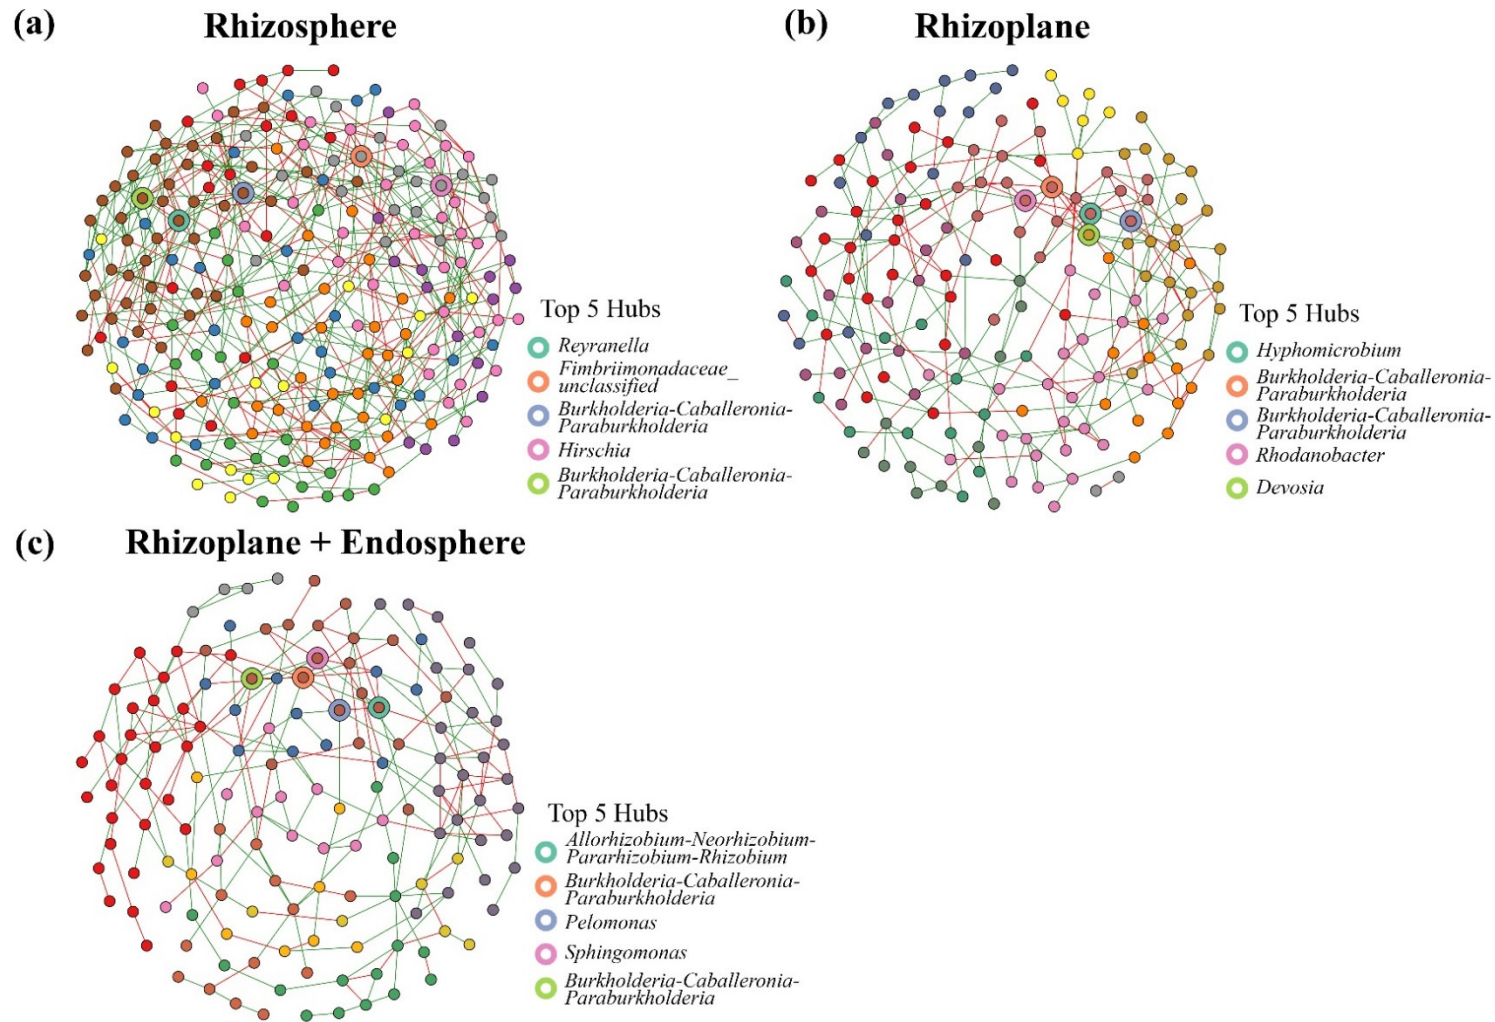 (a)
Rhizosphere
Top 5 Hubs
Reyranella
Fimbriimonadaceae_
unclassified
Burkholderia-Caballeronia-
Paraburkholderia
Hirschia
Burkholderia-Caballeronia-
Paraburkholderia
(b)
Rhizoplane
Top 5 Hubs
Hyphomicrobium
Burkholderia-Caballeronia-
Paraburkholderia
Burkholderia-Caballeronia-
Paraburkholderia
Rhodanobacter
Devosia
(c)
Rhizoplane + Endosphere
Top 5 Hubs
Allorhizobium-Neorhizobium-
Pararhizobium-Rhizobium
Burkholderia-Caballeronia-
Paraburkholderia
Pelomonas
Sphingomonas
Burkholderia-Caballeronia-
Paraburkholderia